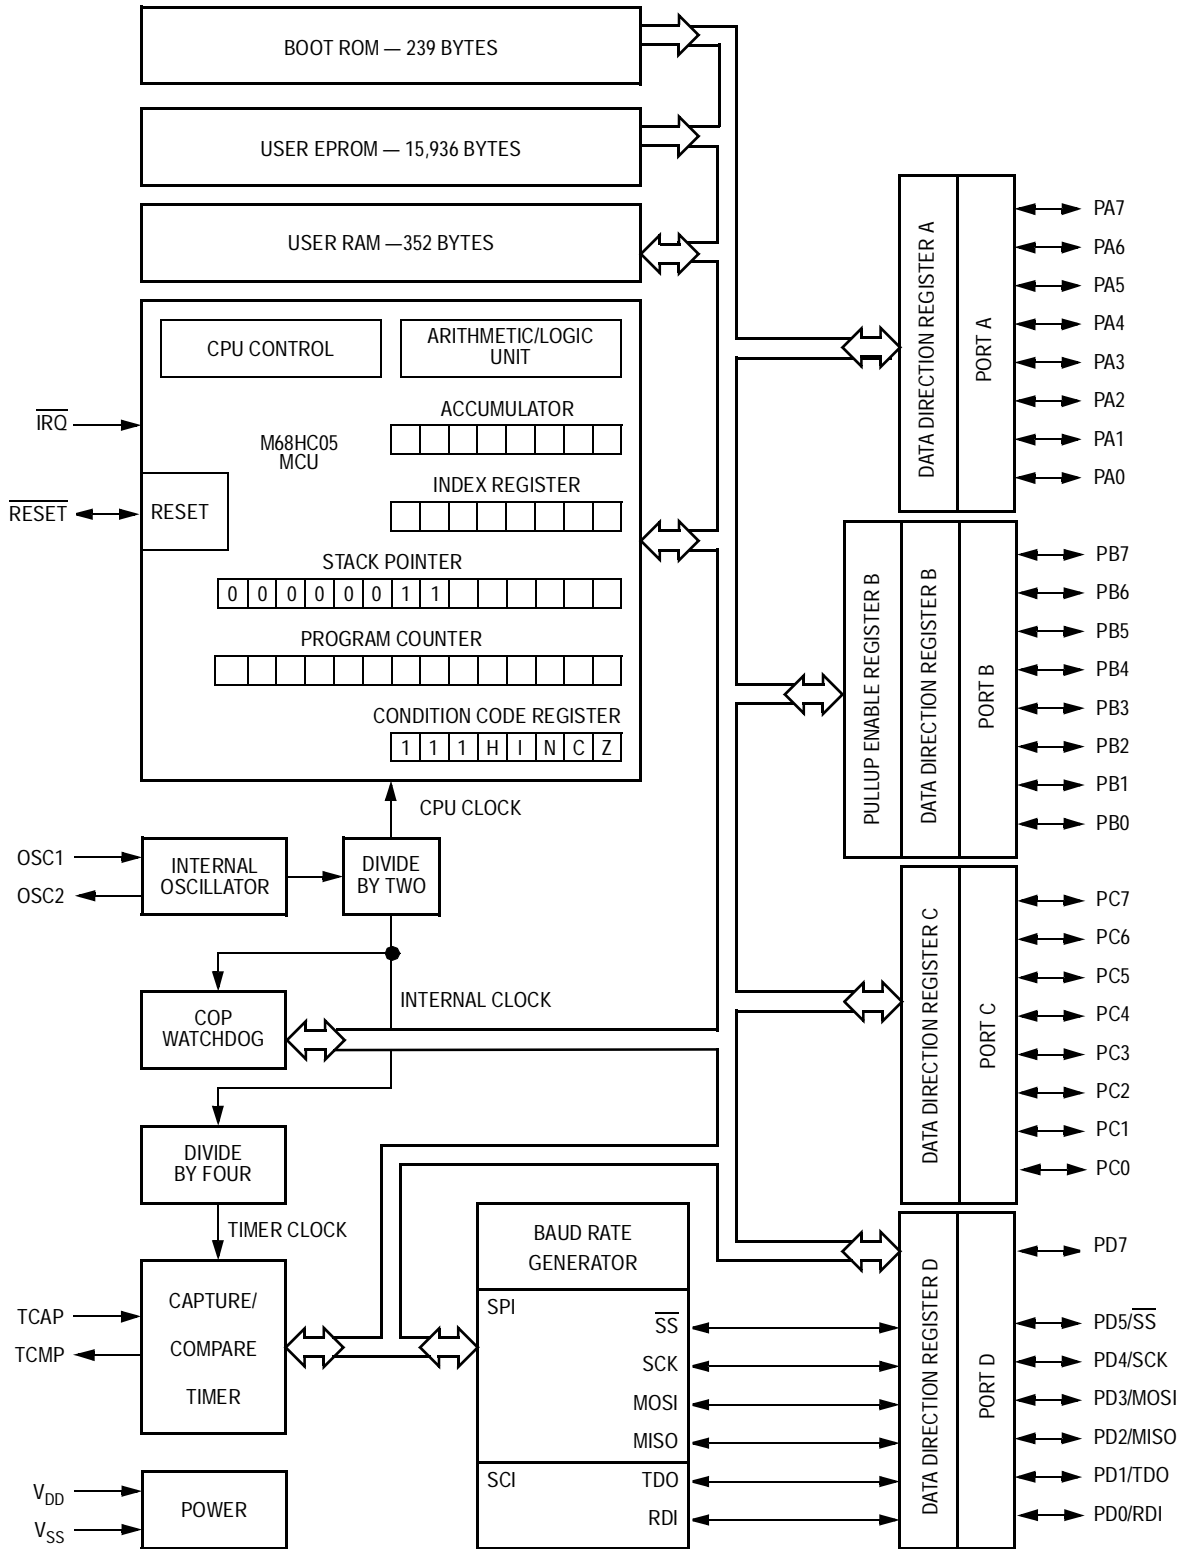 BOOT ROM — 239 BYTES
USER EPROM — 15,936 BYTES
USER RAM —352 BYTES
CPU CONTROL
ARITHMETIC/LOGIC
UNIT
ACCUMULATOR
IRQ
M68HC05
MCU
INDEX REGISTER
RESET
RESET
STACK POINTER
0 0 0 0 0 0 1 1
PROGRAM COUNTER
CONDITION CODE REGISTER
1 1 1 H I N C Z
CPU CLOCK
OSC1
OSC2
INTERNAL
OSCILLATOR
DIVIDE
BY TWO
INTERNAL CLOCK
COP
WATCHDOG
DIVIDE
BY FOUR
TIMER CLOCK
TCAP
TCMP
CAPTURE/
COMPARE
TIMER
VDD
VSS
POWER
BAUD RATE
GENERATOR
SPI
SS
SCK
MOSI
MISO
SCI
TDO
RDI
DATA DIRECTION REGISTER A
PORT A
PA7
PA6
PA5
PA4
PA3
PA2
PA1
PA0
PULLUP ENABLE REGISTER B
DATA DIRECTION REGISTER B
PORT B
PB7
PB6
PB5
PB4
PB3
PB2
PB1
PB0
DATA DIRECTION REGISTER C
PORT C
PC7
PC6
PC5
PC4
PC3
PC2
PC1
PC0
DATA DIRECTION REGISTER D
PORT D
PD7
PD5/SS
PD4/SCK
PD3/MOSI
PD2/MISO
PD1/TDO
PD0/RDI